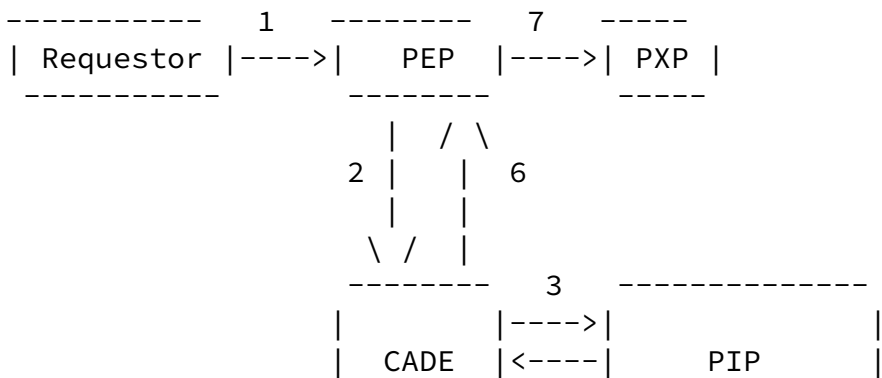 -----------   1   --------   7   -----
| Requestor |---->|   PEP  |---->| PXP |
-----------       --------       -----
|  / \
2 |   |  6
|   |
\ /  |
--------   3   --------------
|        |---->|              |
|  CADE  |<----|     PIP      |